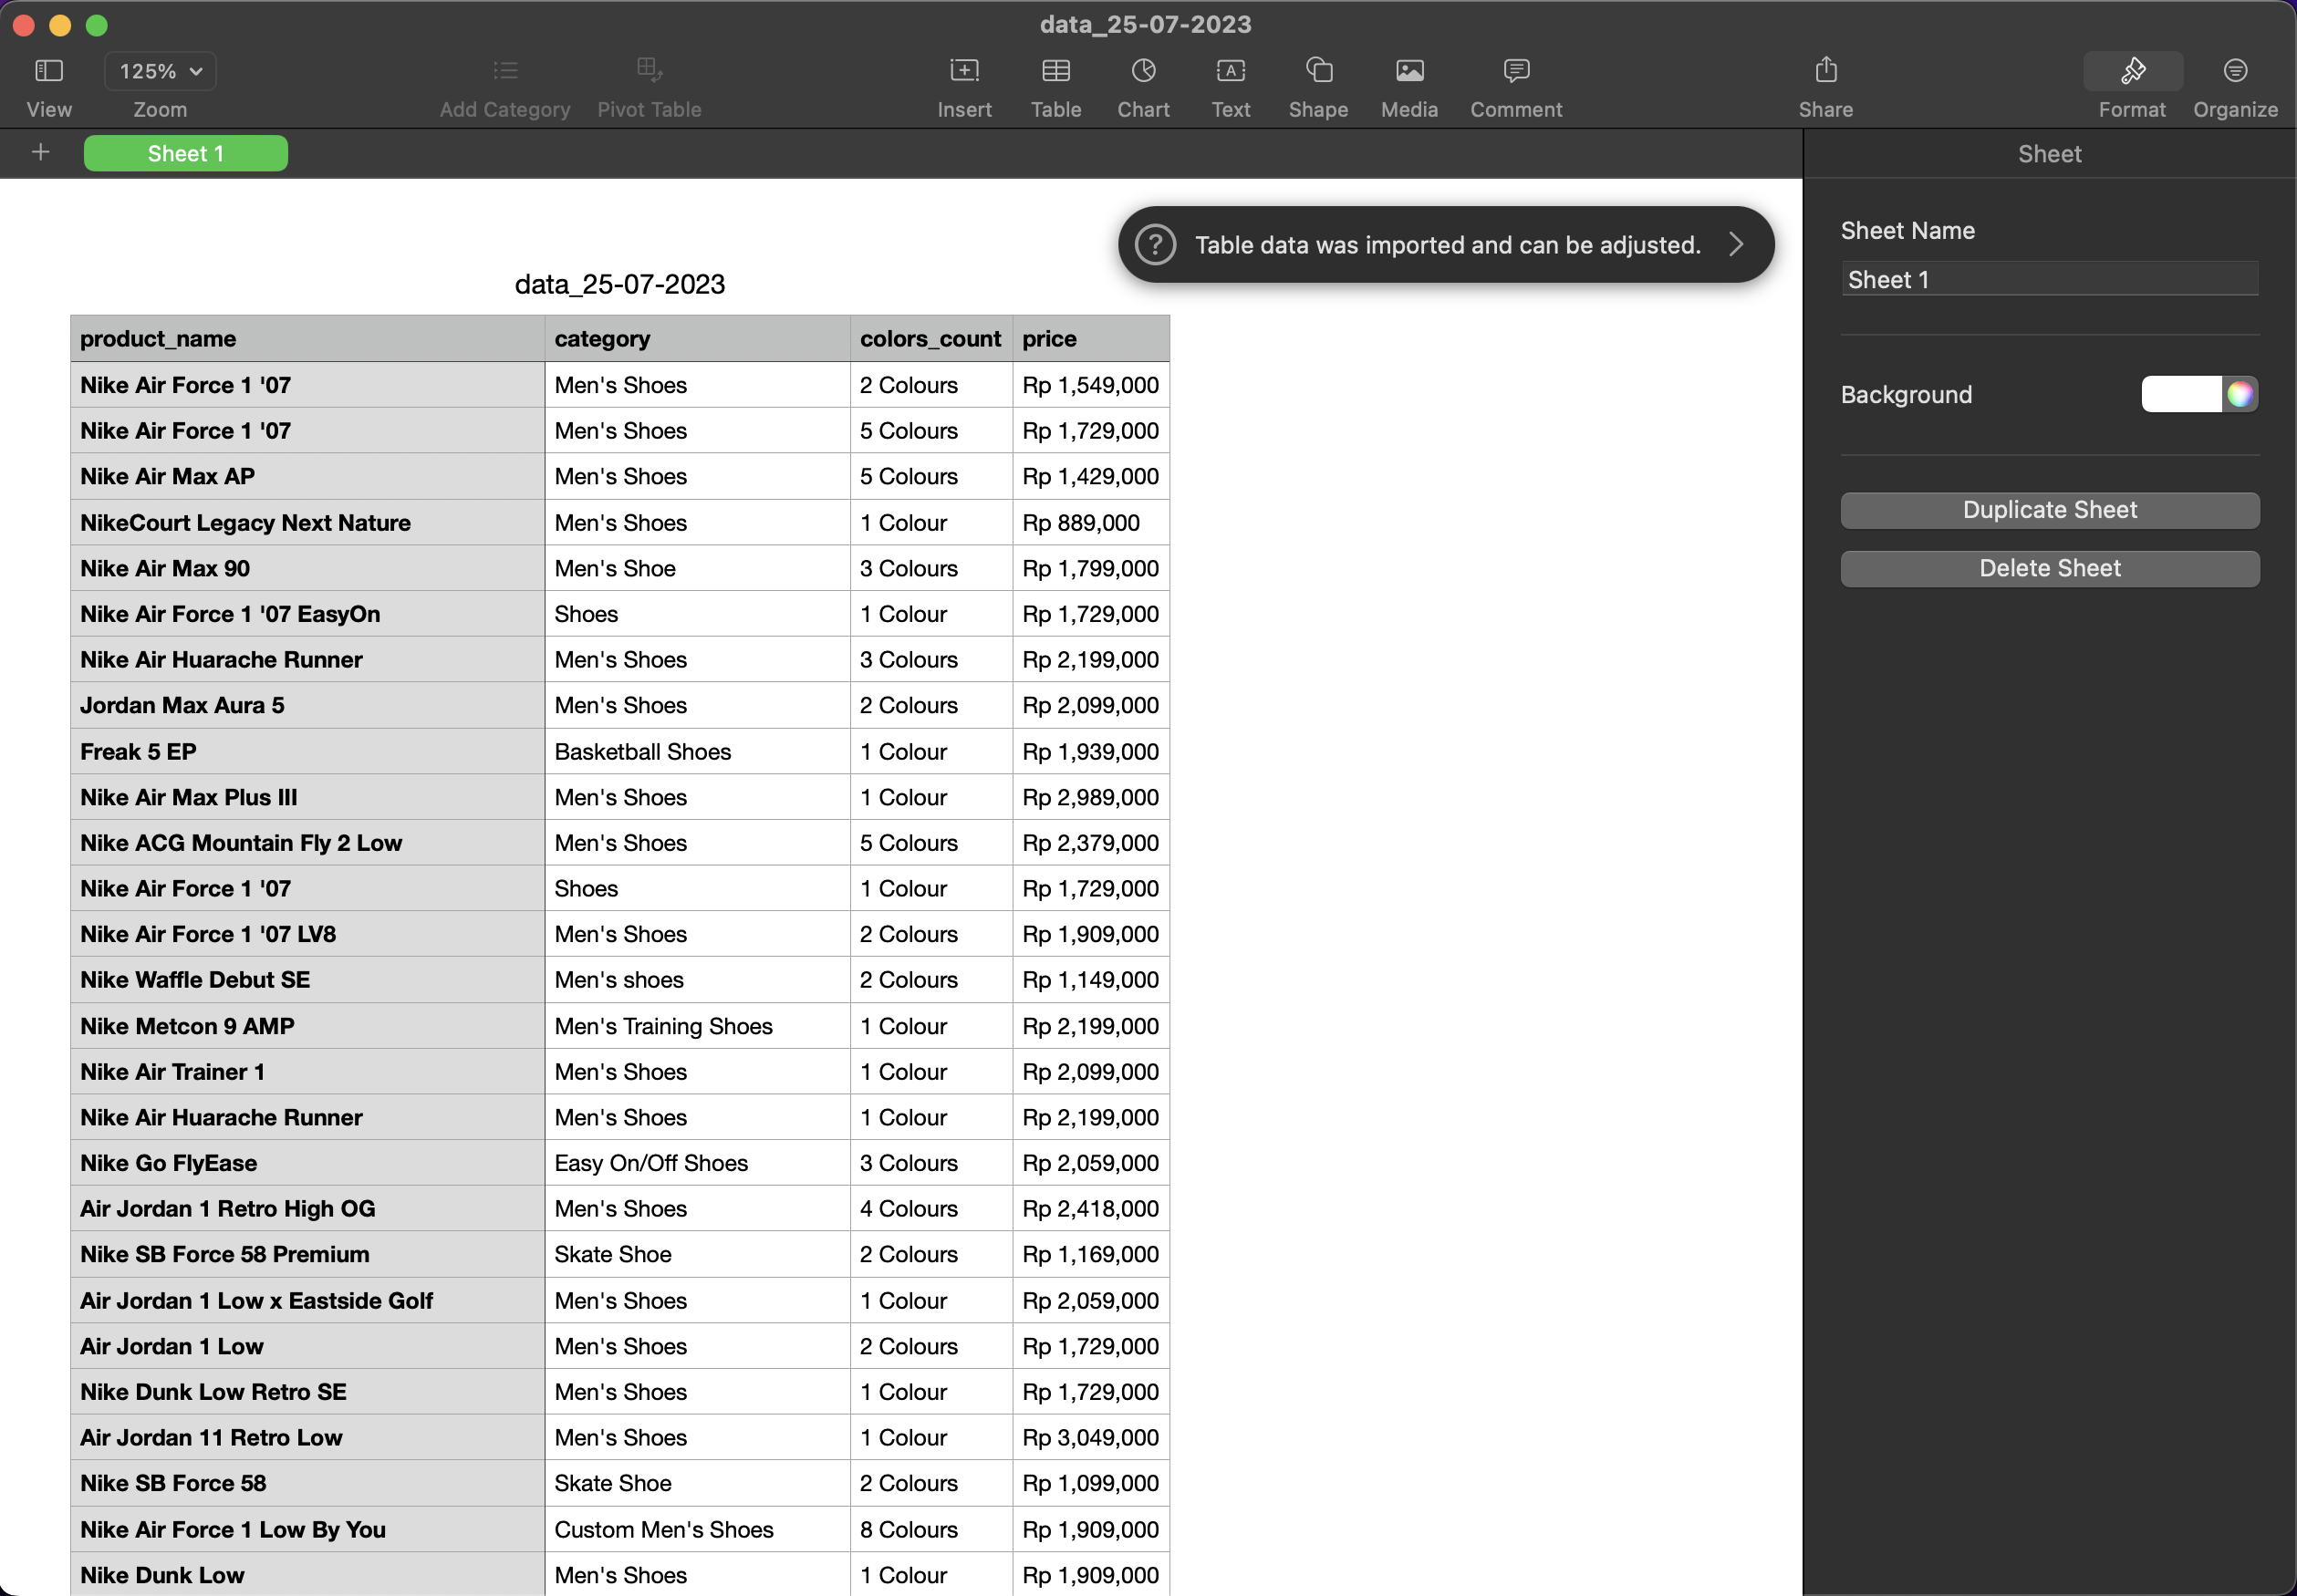 data_25-07-2023
125%
View Zoom Add Category Pivot Table Insert Table Chart Text Shape Media Comment Share Format Organize
+ Sheet 1 Sheet
Table data was imported and can be adjusted.
Sheet Name
Sheet 1
Background
Duplicate Sheet
Delete Sheet
data_25-07-2023
product_name category colors_count price
Nike Air Force 1 '07 Men's Shoes 2 Colours Rp 1,549,000
Nike Air Force 1 '07 Men's Shoes 5 Colours Rp 1,729,000
Nike Air Max AP Men's Shoes 5 Colours Rp 1,429,000
NikeCourt Legacy Next Nature Men's Shoes 1 Colour Rp 889,000
Nike Air Max 90 Men's Shoe 3 Colours Rp 1,799,000
Nike Air Force 1 '07 EasyOn Shoes 1 Colour Rp 1,729,000
Nike Air Huarache Runner Men's Shoes 3 Colours Rp 2,199,000
Jordan Max Aura 5 Men's Shoes 2 Colours Rp 2,099,000
Freak 5 EP Basketball Shoes 1 Colour Rp 1,939,000
Nike Air Max Plus III Men's Shoes 1 Colour Rp 2,989,000
Nike ACG Mountain Fly 2 Low Men's Shoes 5 Colours Rp 2,379,000
Nike Air Force 1 '07 Shoes 1 Colour Rp 1,729,000
Nike Air Force 1 '07 LV8 Men's Shoes 2 Colours Rp 1,909,000
Nike Waffle Debut SE Men's shoes 2 Colours Rp 1,149,000
Nike Metcon 9 AMP Men's Training Shoes 1 Colour Rp 2,199,000
Nike Air Trainer 1 Men's Shoes 1 Colour Rp 2,099,000
Nike Air Huarache Runner Men's Shoes 1 Colour Rp 2,199,000
Nike Go FlyEase Easy On/Off Shoes 3 Colours Rp 2,059,000
Air Jordan 1 Retro High OG Men's Shoes 4 Colours Rp 2,418,000
Nike SB Force 58 Premium Skate Shoe 2 Colours Rp 1,169,000
Air Jordan 1 Low x Eastside Golf Men's Shoes 1 Colour Rp 2,059,000
Air Jordan 1 Low Men's Shoes 2 Colours Rp 1,729,000
Nike Dunk Low Retro SE Men's Shoes 1 Colour Rp 1,729,000
Air Jordan 11 Retro Low Men's Shoes 1 Colour Rp 3,049,000
Nike SB Force 58 Skate Shoe 2 Colours Rp 1,099,000
Nike Air Force 1 Low By You Custom Men's Shoes 8 Colours Rp 1,909,000
Nike Dunk Low Men's Shoes 1 Colour Rp 1,909,000